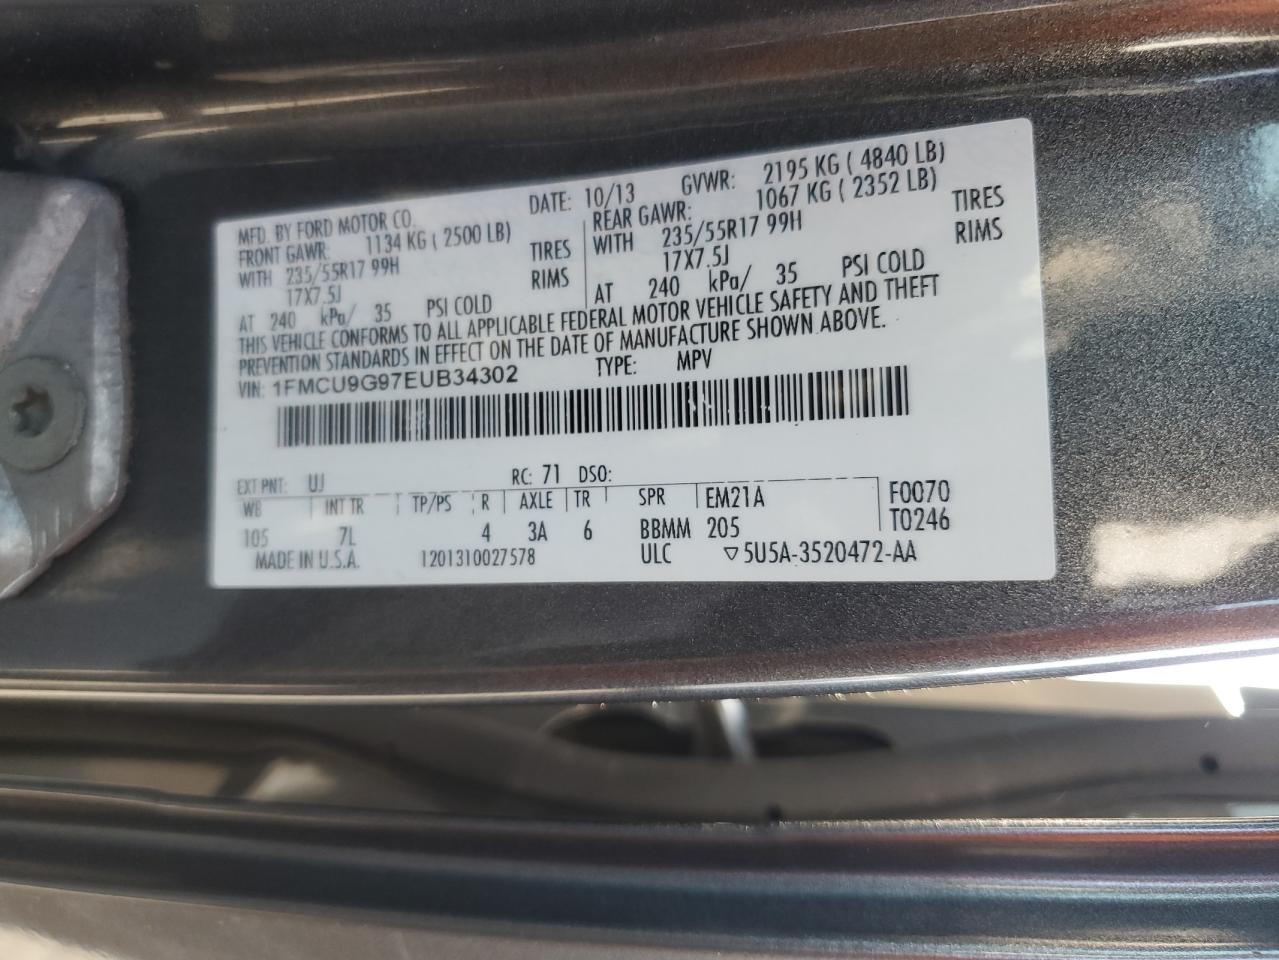 MFD. BY FORD MOTOR CO. DATE: 10/13 GVWR: 2195 KG ( 4840 LB)
FRONT GAWR: 1134 KG ( 2500 LB) REAR GAWR: 1067 KG ( 2352 LB)
WITH 235/55R17 99H TIRES WITH 235/55R17 99H TIRES
17X7.5J RIMS 17X7.5J RIMS
AT 240 kPa/ 35 PSI COLD AT 240 kPa/ 35 PSI COLD
THIS VEHICLE CONFORMS TO ALL APPLICABLE FEDERAL MOTOR VEHICLE SAFETY AND THEFT
PREVENTION STANDARDS IN EFFECT ON THE DATE OF MANUFACTURE SHOWN ABOVE.
VIN: 1FMCU9G97EUB34302 TYPE: MPV
EXT PNT: UJ RC: 71 DSO:
WB INT TR TP/PS R AXLE TR SPR EM21A F0070
105 7L 4 3A 6 BBMM 205 T0246
MADE IN U.S.A. 1201310027578 ULC ▽5U5A-3520472-AA